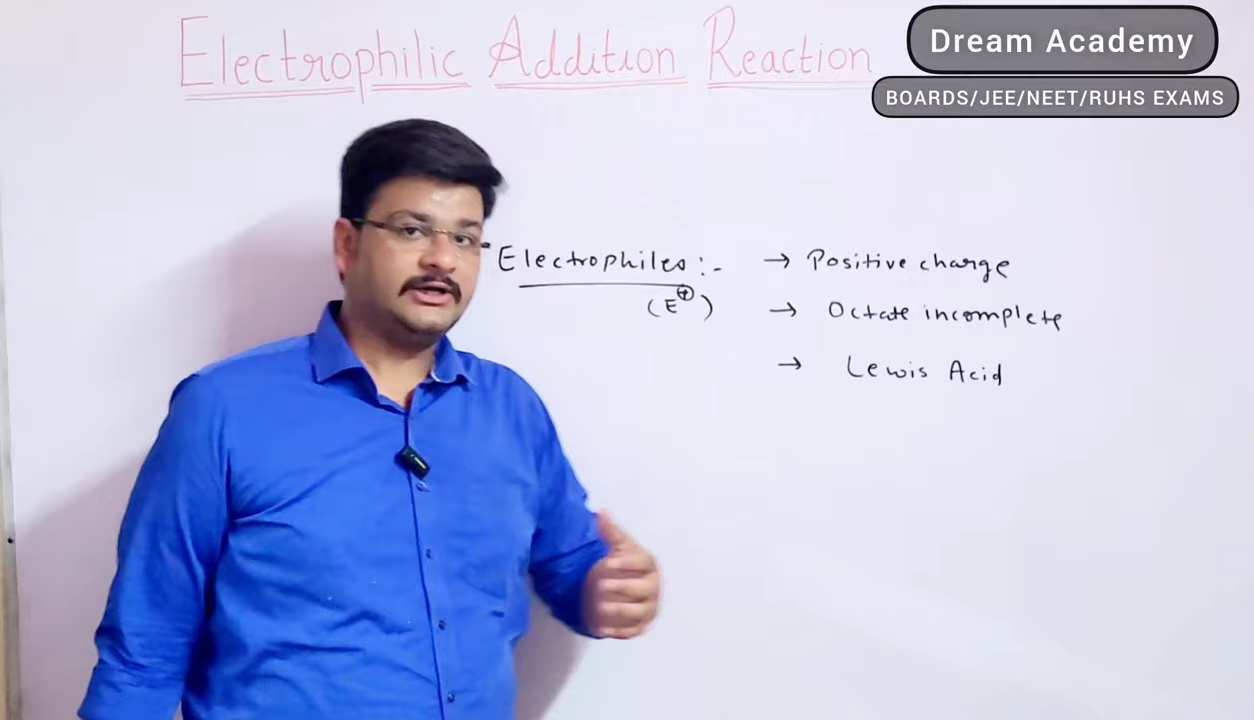 Electrophilic Addition Reaction
Dream Academy
BOARDS/JEE/NEET/RUHS EXAMS
Electrophiles :-
(E⊕)
→ Positive charge
→ Octate incomplete
→ Lewis Acid